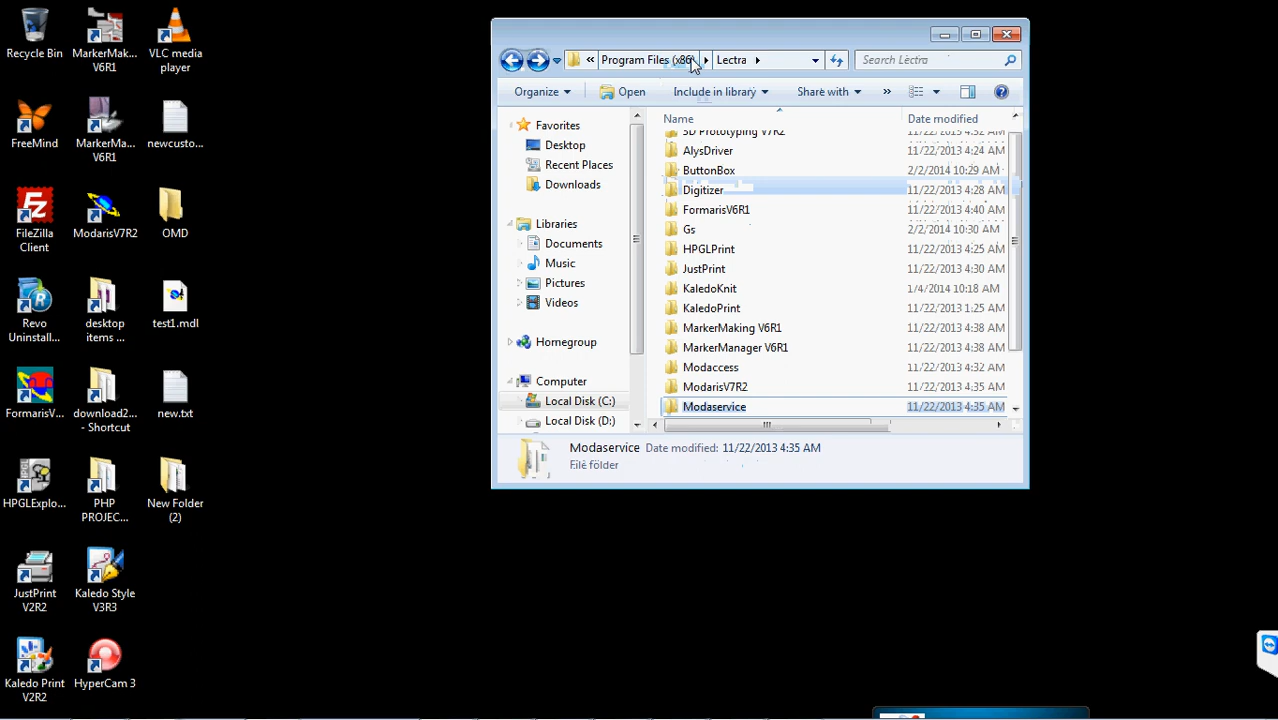 Recycle Bin
MarkerMak...
V6R1
VLC media
player
FreeMind
MarkerMa...
V6R1
newcusto...
FileZilla
Client
ModarisV7R2
OMD
Revo
Uninstall...
desktop
items ...
test1.mdl
FormarisV...
download2...
- Shortcut
new.txt
HPGLExplo...
PHP
PROJEC...
New Folder
(2)
JustPrint
V2R2
Kaledo Style
V3R3
Kaledo Print
V2R2
HyperCam 3
« Program Files (x86) Lectra
Search Lectra
Organize Open Include in library Share with »
Name Date modified
Favorites
Desktop
Recent Places
Downloads
Libraries
Documents
Music
Pictures
Videos
Homegroup
Computer
Local Disk (C:)
Local Disk (D:)
3D Prototyping V7R2 11/22/2013 4:32 AM
AlysDriver 11/22/2013 4:24 AM
ButtonBox 2/2/2014 10:29 AM
Digitizer 11/22/2013 4:28 AM
FormarisV6R1 11/22/2013 4:40 AM
Gs 2/2/2014 10:30 AM
HPGLPrint 11/22/2013 4:25 AM
JustPrint 11/22/2013 4:30 AM
KaledoKnit 1/4/2014 10:18 AM
KaledoPrint 11/22/2013 1:25 AM
MarkerMaking V6R1 11/22/2013 4:38 AM
MarkerManager V6R1 11/22/2013 4:38 AM
Modaccess 11/22/2013 4:32 AM
ModarisV7R2 11/22/2013 4:35 AM
Modaservice 11/22/2013 4:35 AM
Modaservice Date modified: 11/22/2013 4:35 AM
File folder